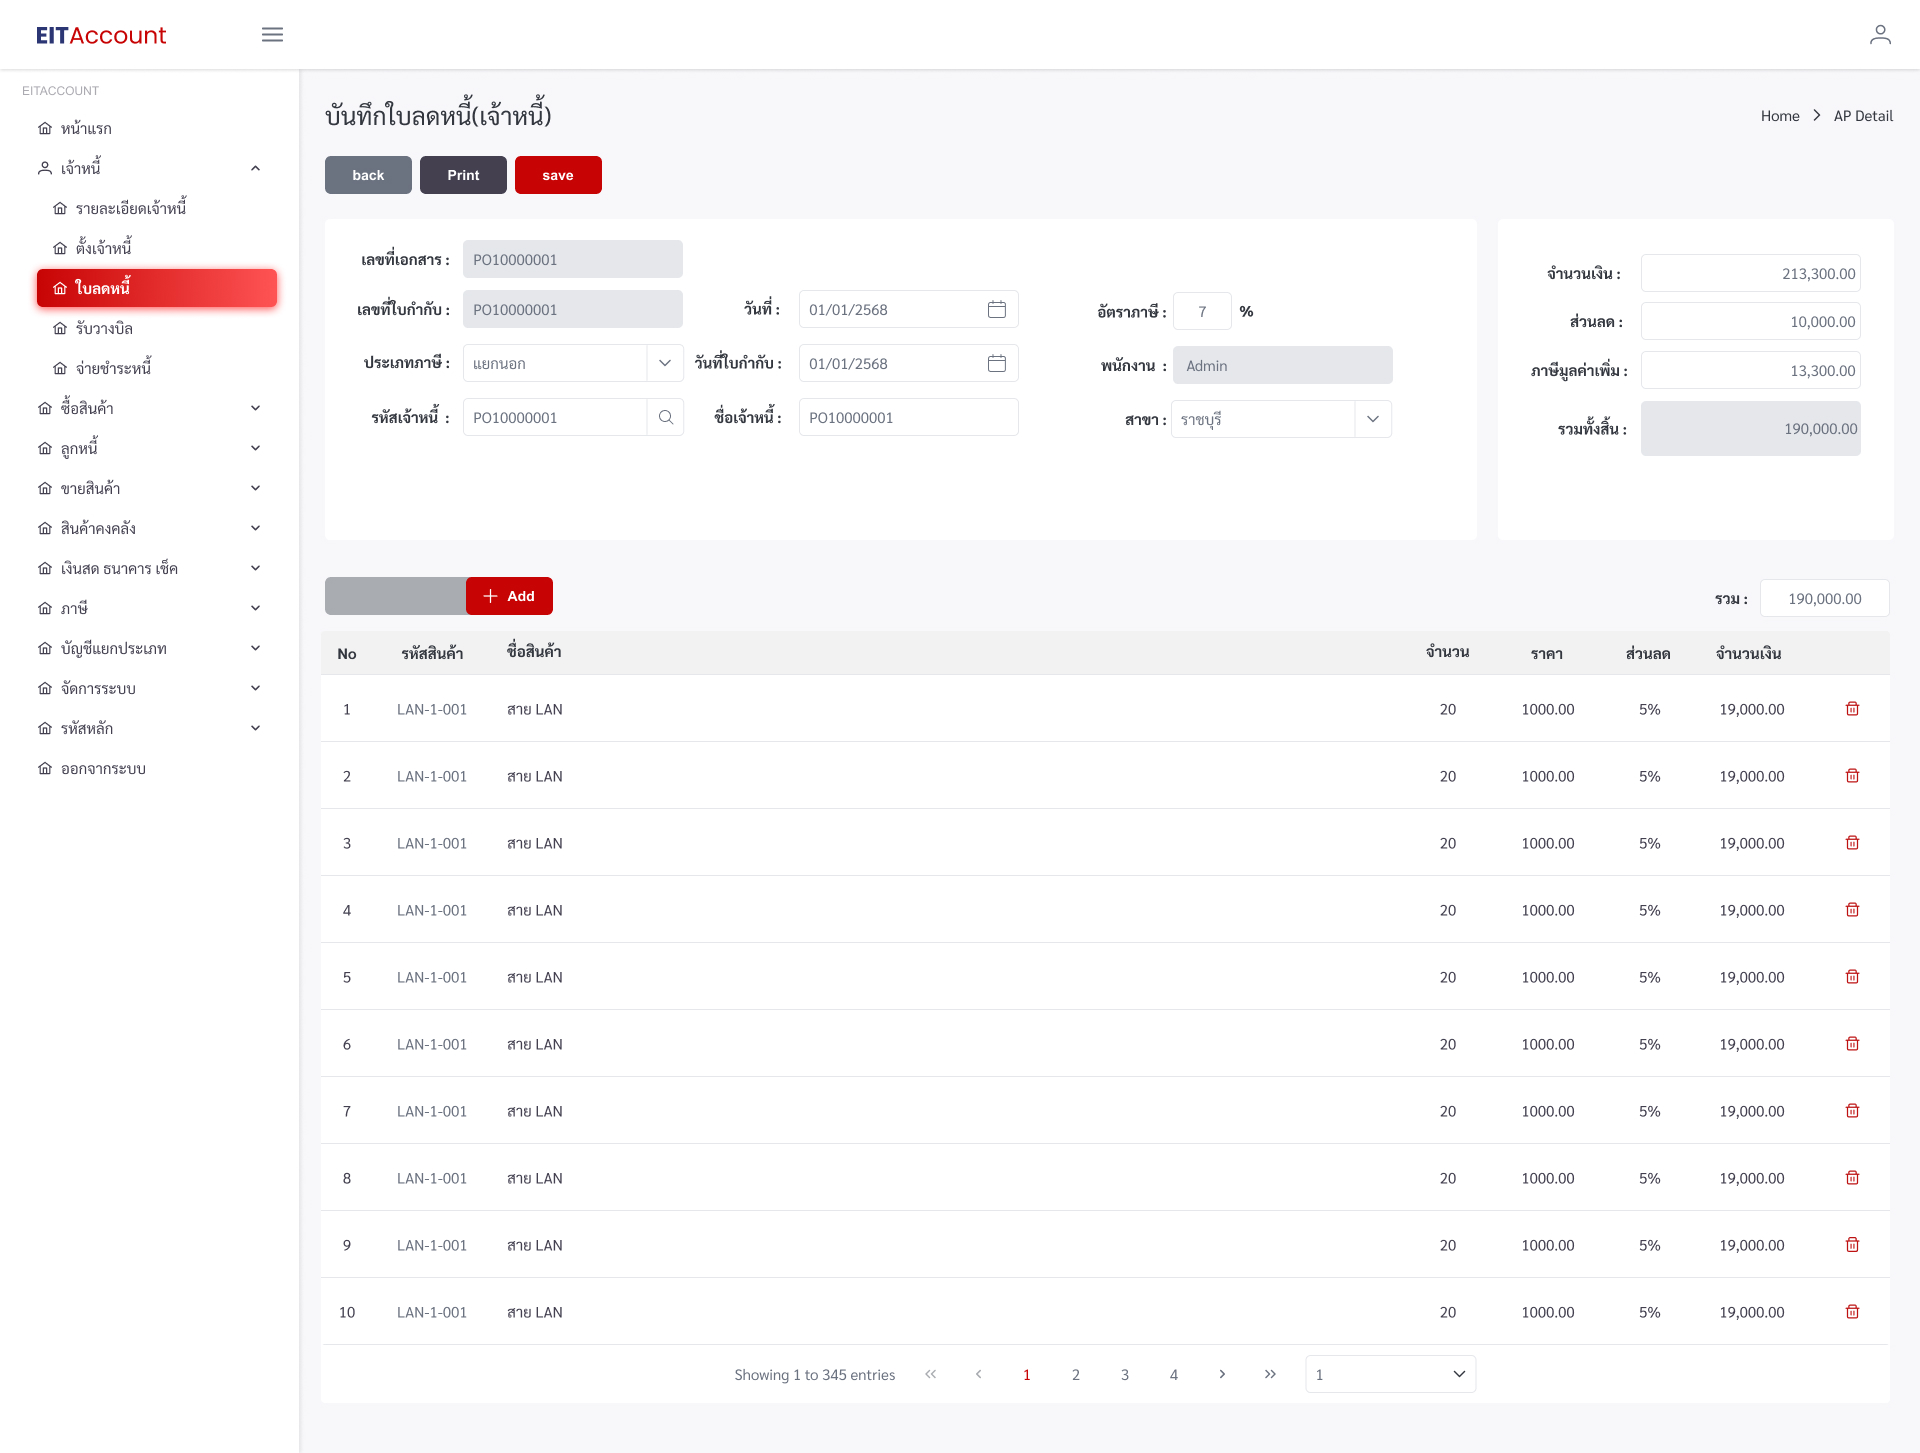 EITAccount
EITACCOUNT
หน้าแรก
เจ้าหนี้
รายละเอียดเจ้าหนี้
ตั้งเจ้าหนี้
ใบลดหนี้
รับวางบิล
จ่ายชำระหนี้
ซื้อสินค้า
ลูกหนี้
ขายสินค้า
สินค้าคงคลัง
เงินสด ธนาคาร เช็ค
ภาษี
บัญชีแยกประเภท
จัดการระบบ
รหัสหลัก
ออกจากระบบ
บันทึกใบลดหนี้(เจ้าหนี้)
Home > AP Detail
back Print save
เลขที่เอกสาร : PO10000001
เลขที่ใบกำกับ : PO10000001 วันที่ : 01/01/2568 อัตราภาษี : 7 %
ประเภทภาษี : แยกนอก วันที่ใบกำกับ : 01/01/2568 พนักงาน : Admin
รหัสเจ้าหนี้ : PO10000001 ชื่อเจ้าหนี้ : PO10000001 สาขา : ราชบุรี
จำนวนเงิน : 213,300.00
ส่วนลด : 10,000.00
ภาษีมูลค่าเพิ่ม : 13,300.00
รวมทั้งสิ้น : 190,000.00
Add
รวม : 190,000.00
No รหัสสินค้า ชื่อสินค้า จำนวน ราคา ส่วนลด จำนวนเงิน
1 LAN-1-001 สาย LAN 20 1000.00 5% 19,000.00
2 LAN-1-001 สาย LAN 20 1000.00 5% 19,000.00
3 LAN-1-001 สาย LAN 20 1000.00 5% 19,000.00
4 LAN-1-001 สาย LAN 20 1000.00 5% 19,000.00
5 LAN-1-001 สาย LAN 20 1000.00 5% 19,000.00
6 LAN-1-001 สาย LAN 20 1000.00 5% 19,000.00
7 LAN-1-001 สาย LAN 20 1000.00 5% 19,000.00
8 LAN-1-001 สาย LAN 20 1000.00 5% 19,000.00
9 LAN-1-001 สาย LAN 20 1000.00 5% 19,000.00
10 LAN-1-001 สาย LAN 20 1000.00 5% 19,000.00
Showing 1 to 345 entries « ‹ 1 2 3 4 › » 1